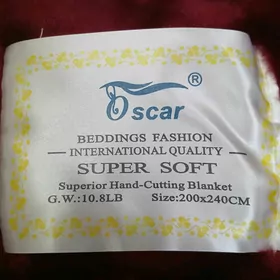 Oscar ®
BEDDINGS FASHION
INTERNATIONAL QUALITY
SUPER SOFT
Superior Hand-Cutting Blanket
G.W.:10.8LB Size:200x240CM